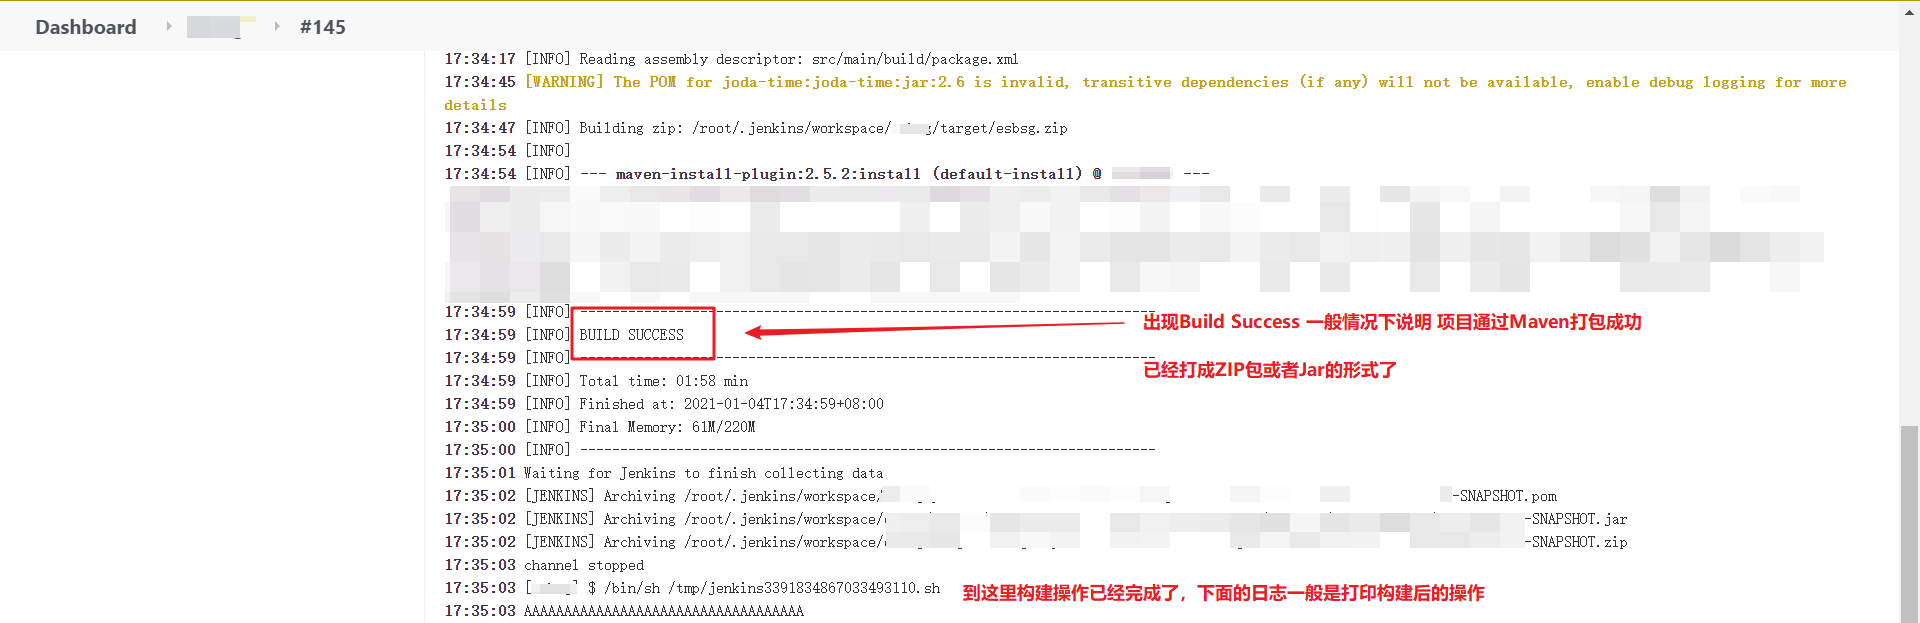 Dashboard > #145
17:34:17 [INFO] Reading assembly descriptor: src/main/build/package.xml
17:34:45 [WARNING] The POM for joda-time:joda-time:jar:2.6 is invalid, transitive dependencies (if any) will not be available, enable debug logging for more
details
17:34:47 [INFO] Building zip: /root/.jenkins/workspace/ g/target/esbsg.zip
17:34:54 [INFO]
17:34:54 [INFO] --- maven-install-plugin:2.5.2:install (default-install) @ ---
17:34:59 [INFO] ------------------------------------------------------------------------
17:34:59 [INFO] BUILD SUCCESS
出现Build Success 一般情况下说明 项目通过Maven打包成功
17:34:59 [INFO] ------------------------------------------------------------------------
已经打成ZIP包或者Jar的形式了
17:34:59 [INFO] Total time: 01:58 min
17:34:59 [INFO] Finished at: 2021-01-04T17:34:59+08:00
17:35:00 [INFO] Final Memory: 61M/220M
17:35:00 [INFO] ------------------------------------------------------------------------
17:35:01 Waiting for Jenkins to finish collecting data
17:35:02 [JENKINS] Archiving /root/.jenkins/workspace/ -SNAPSHOT.pom
17:35:02 [JENKINS] Archiving /root/.jenkins/workspace/ -SNAPSHOT.jar
17:35:02 [JENKINS] Archiving /root/.jenkins/workspace/ -SNAPSHOT.zip
17:35:03 channel stopped
17:35:03 [ ] $ /bin/sh /tmp/jenkins3391834867033493110.sh
到这里构建操作已经完成了，下面的日志一般是打印构建后的操作
17:35:03 AAAAAAAAAAAAAAAAAAAAAAAAAAAAAAAAAAA